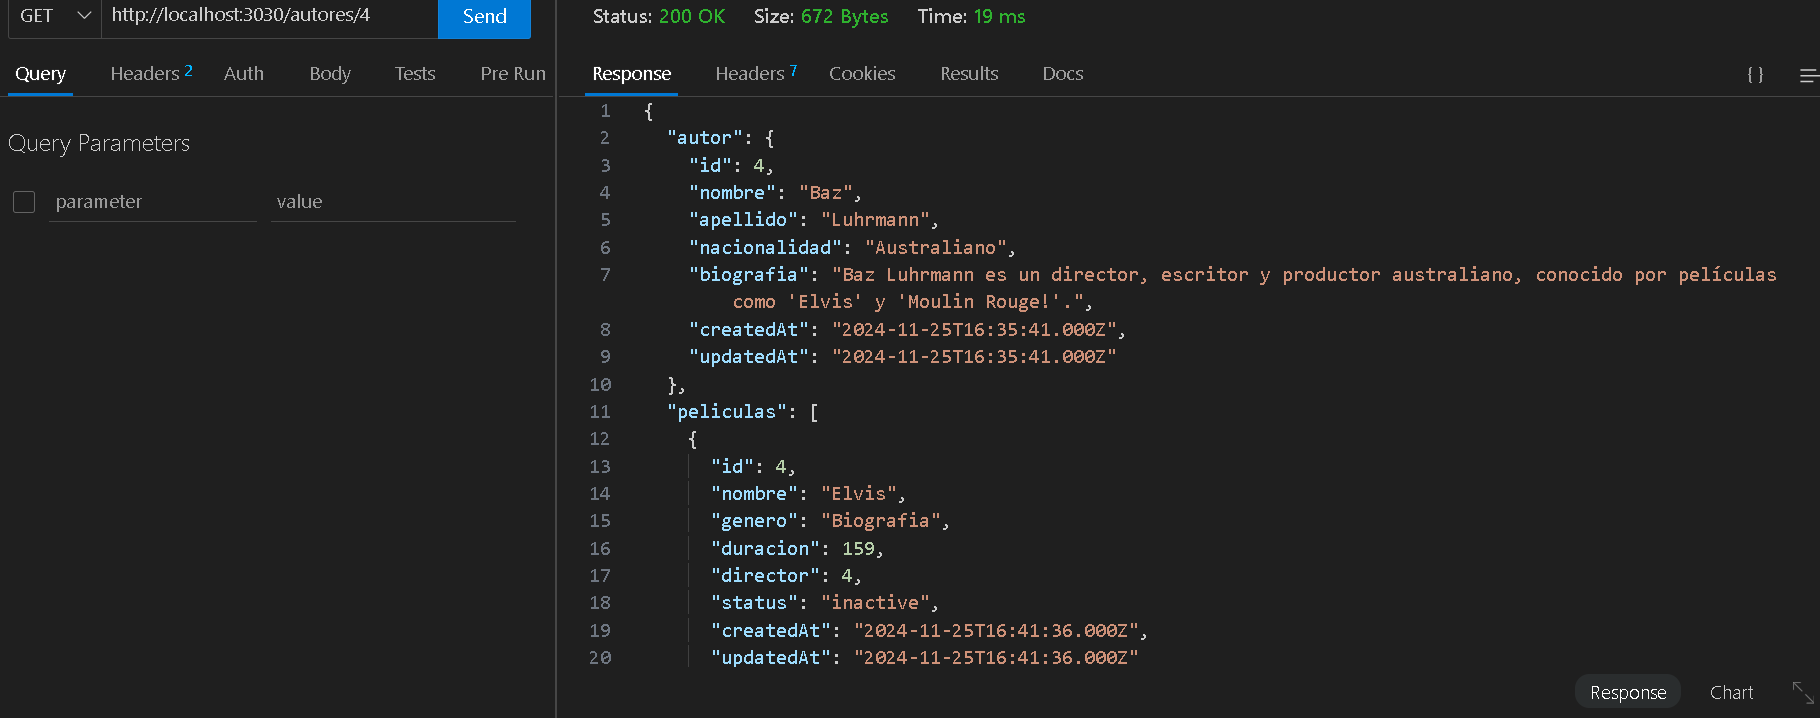 GET http://localhost:3030/autores/4 Send
Query Headers 2 Auth Body Tests Pre Run
Query Parameters
parameter value
Status: 200 OK Size: 672 Bytes Time: 19 ms
Response Headers 7 Cookies Results Docs {}
1 {
2 "autor": {
3 "id": 4,
4 "nombre": "Baz",
5 "apellido": "Luhrmann",
6 "nacionalidad": "Australiano",
7 "biografia": "Baz Luhrmann es un director, escritor y productor australiano, conocido por películas
como 'Elvis' y 'Moulin Rouge!'.",
8 "createdAt": "2024-11-25T16:35:41.000Z",
9 "updatedAt": "2024-11-25T16:35:41.000Z"
10 },
11 "peliculas": [
12 {
13 "id": 4,
14 "nombre": "Elvis",
15 "genero": "Biografia",
16 "duracion": 159,
17 "director": 4,
18 "status": "inactive",
19 "createdAt": "2024-11-25T16:41:36.000Z",
20 "updatedAt": "2024-11-25T16:41:36.000Z"
Response Chart